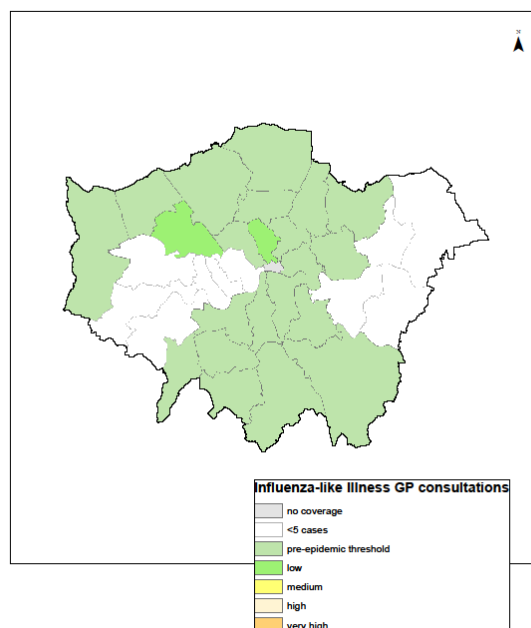 N
Influenza-like Illness GP consultations
no coverage
<5 cases
pre-epidemic threshold
low
medium
high
very high